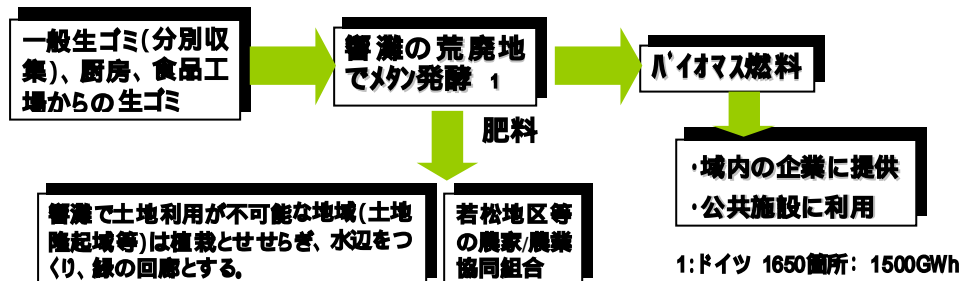 一般生ゴミ(分別収
集)、厨房、食品工
場からの生ゴミ
響灘の荒廃地
でメタン発酵 1
バイオマス燃料
肥料
・域内の企業に提供
・公共施設に利用
響灘で土地利用が不可能な地域(土地
隆起域等)は植栽とせせらぎ、水辺をつ
くり、緑の回廊とする。
若松地区等
の農家/農業
協同組合
1:ドイツ 1650箇所: 1500GWh